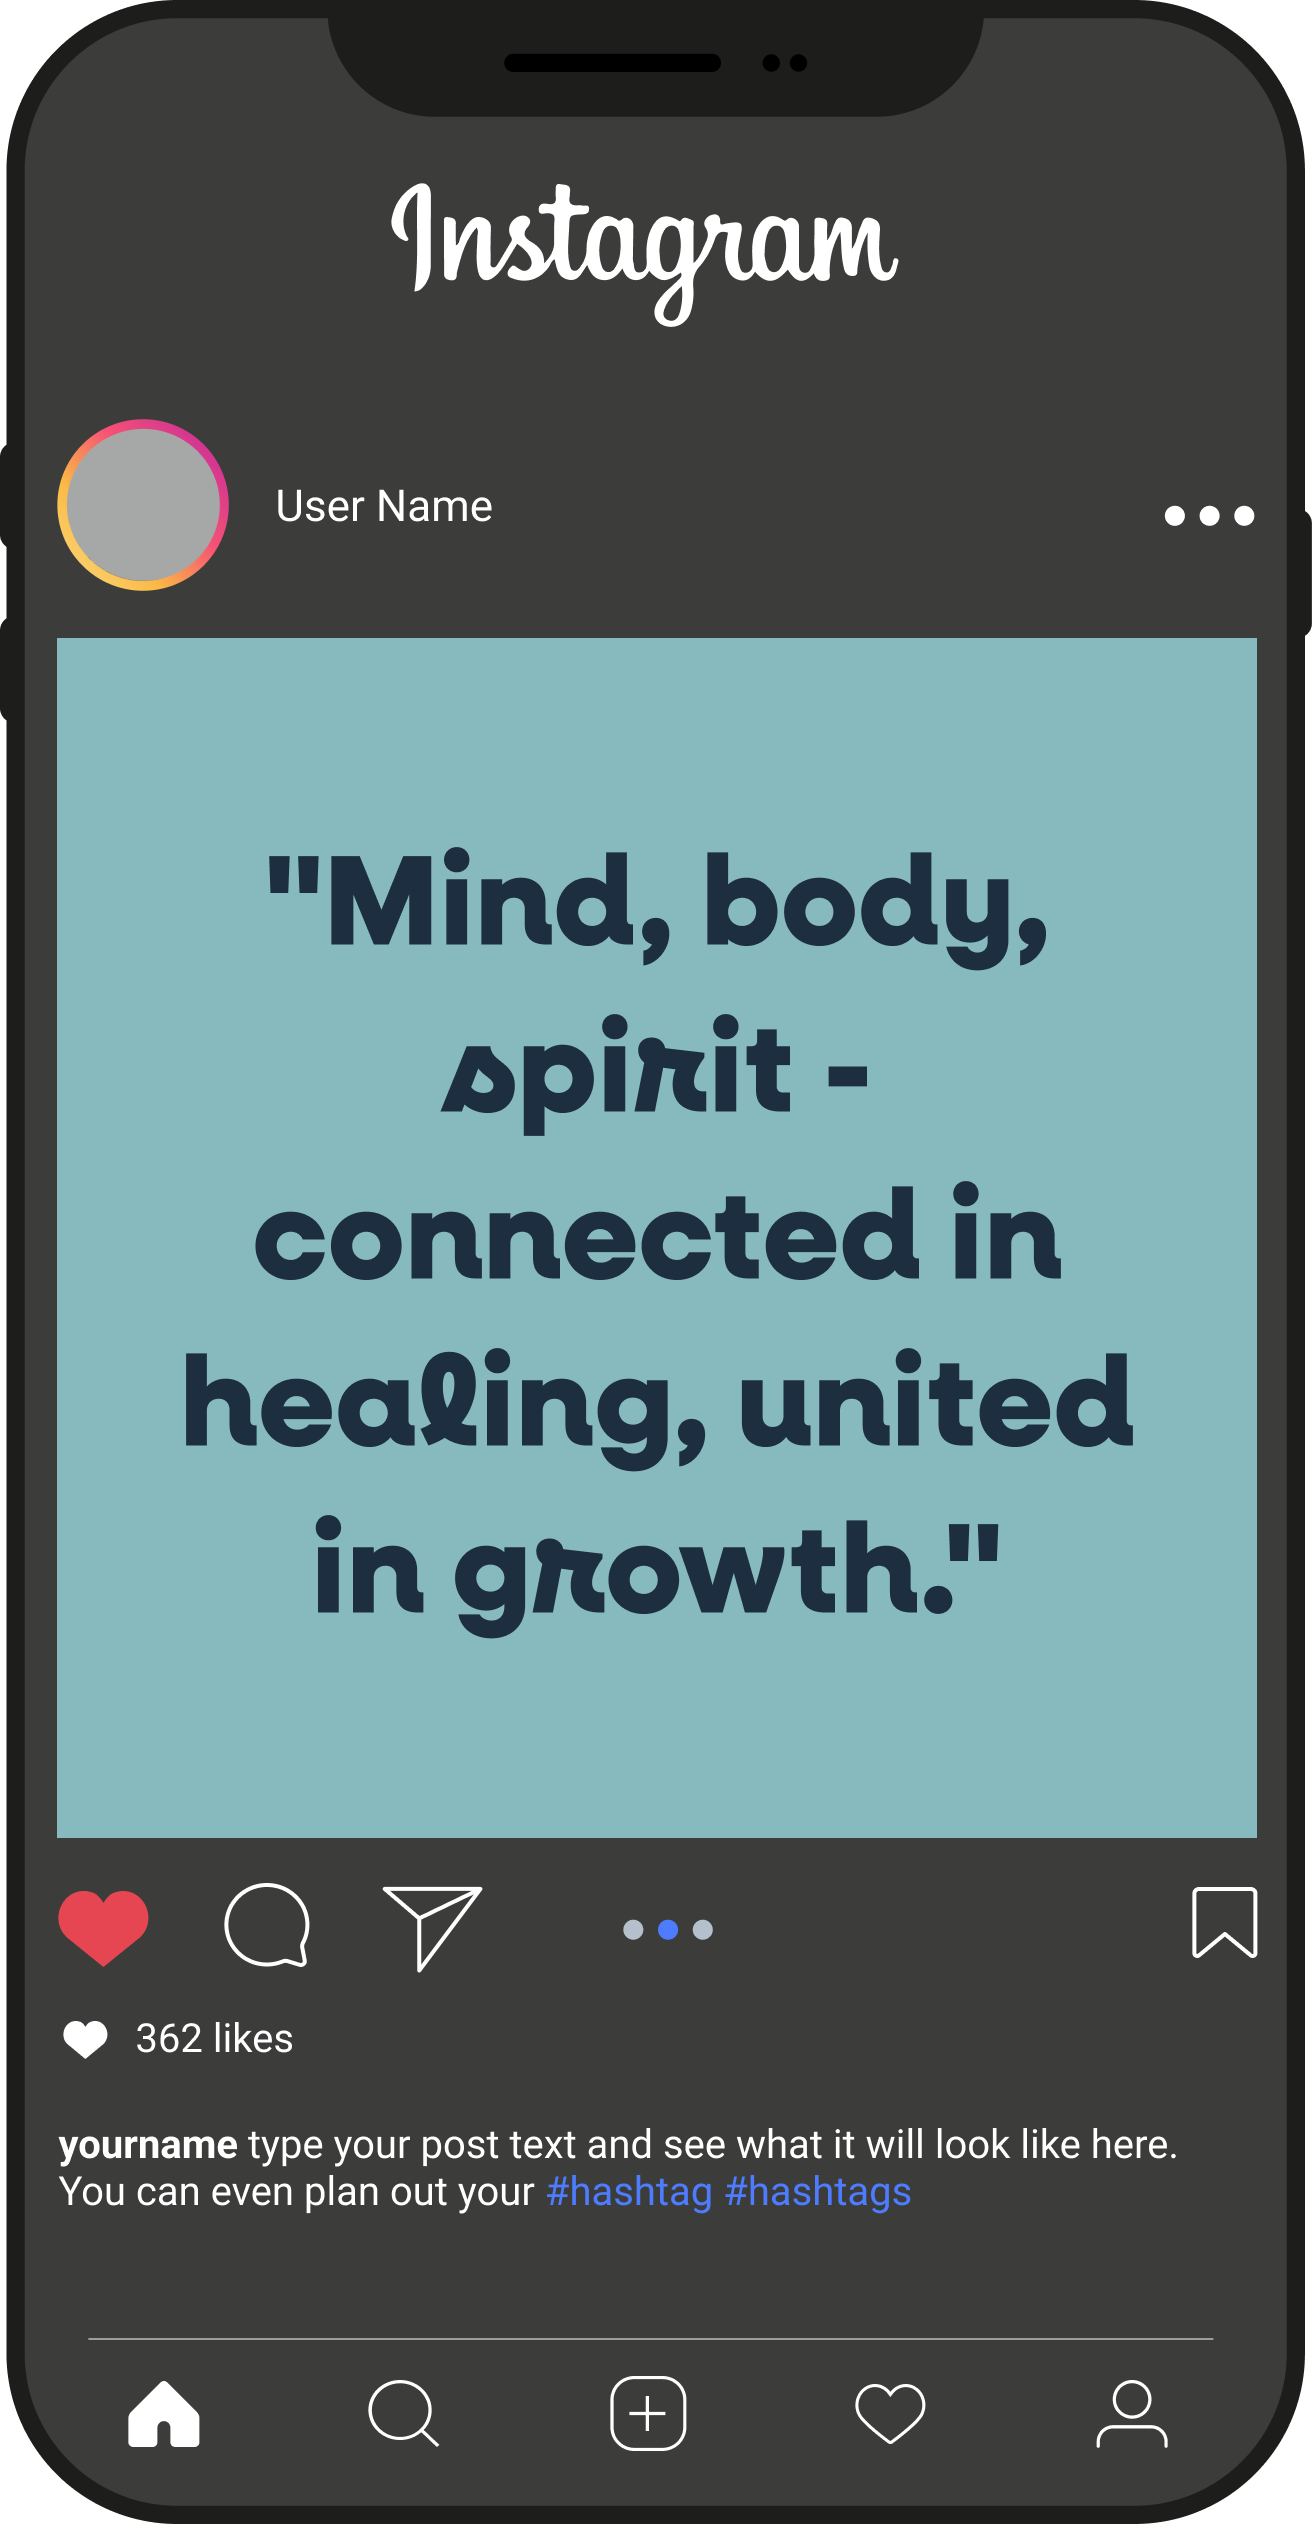 Instagram
User Name
"Mind, body,
spirit -
connected in
healing, united
in growth."
362 likes
yourname type your post text and see what it will look like here.
You can even plan out your #hashtag #hashtags